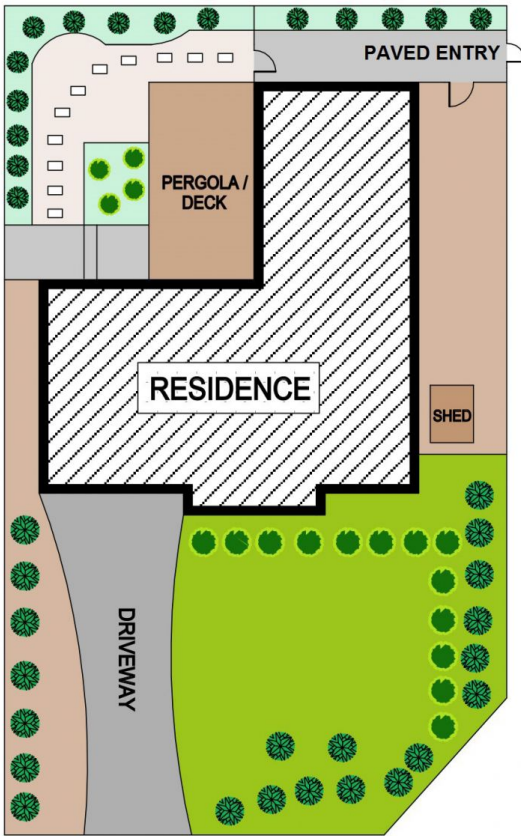 PAVED ENTRY
PERGOLA /
DECK
RESIDENCE
SHED
DRIVEWAY